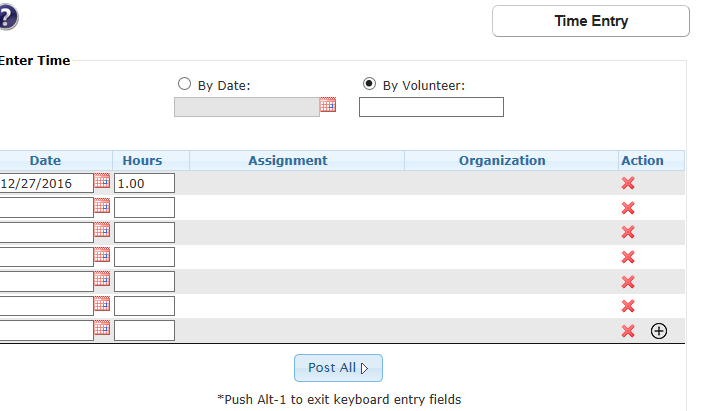 ?
Time Entry
Enter Time
By Date: By Volunteer:
Date Hours Assignment Organization Action
12/27/2016 1.00
Post All
*Push Alt-1 to exit keyboard entry fields